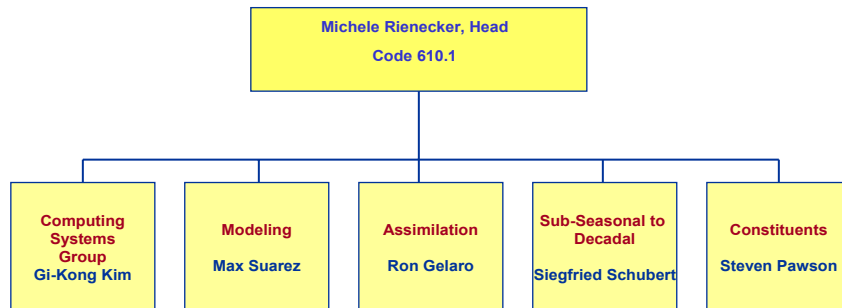 Michele Rienecker, Head
Code 610.1
Computing
Systems
Group
Gi-Kong Kim
Modeling
Max Suarez
Assimilation
Ron Gelaro
Sub-Seasonal to
Decadal
Siegfried Schubert
Constituents
Steven Pawson